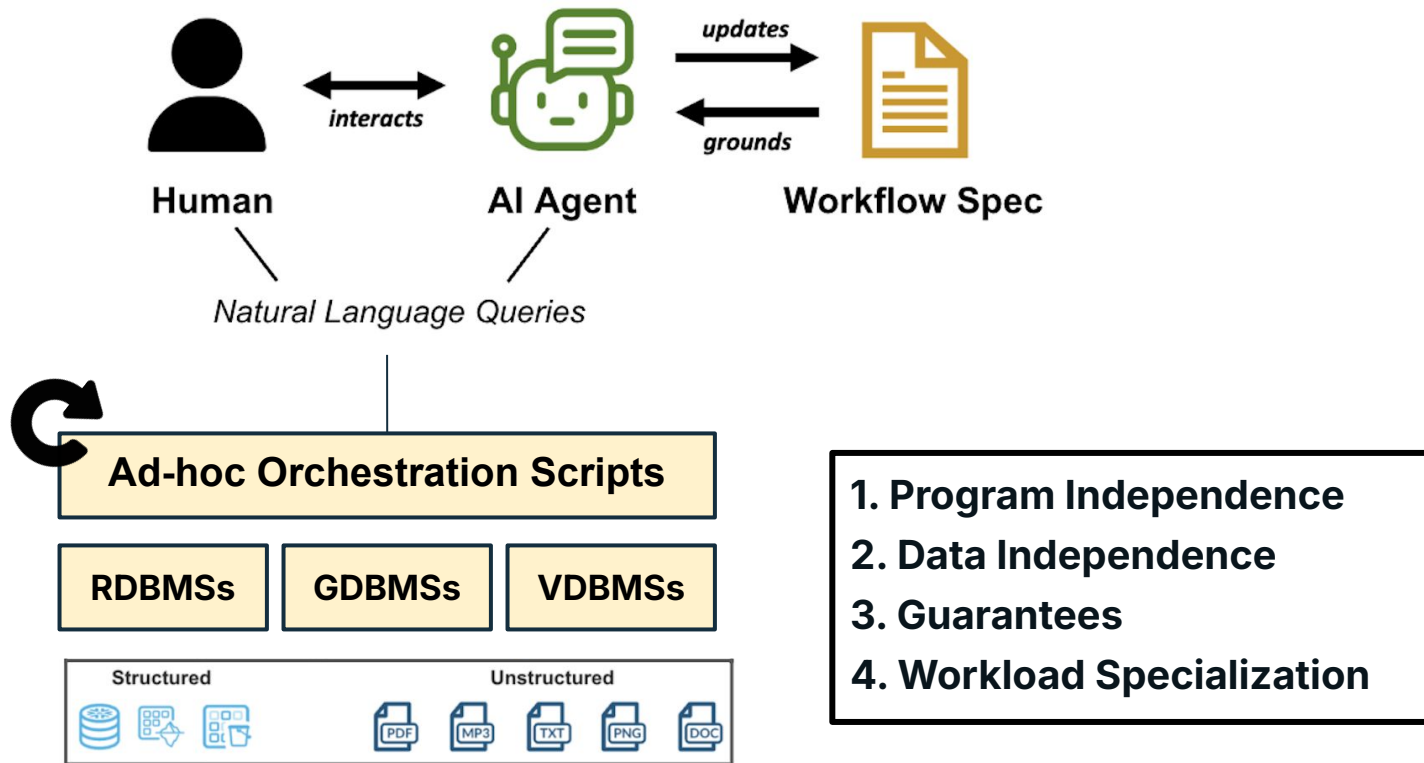 updates
interacts
grounds
Human
AI Agent
Workflow Spec
Natural Language Queries
Ad-hoc Orchestration Scripts
RDBMSs
GDBMSs
VDBMSs
Structured
Unstructured
PDF
MP3
TXT
PNG
DOC
1. Program Independence
2. Data Independence
3. Guarantees
4. Workload Specialization